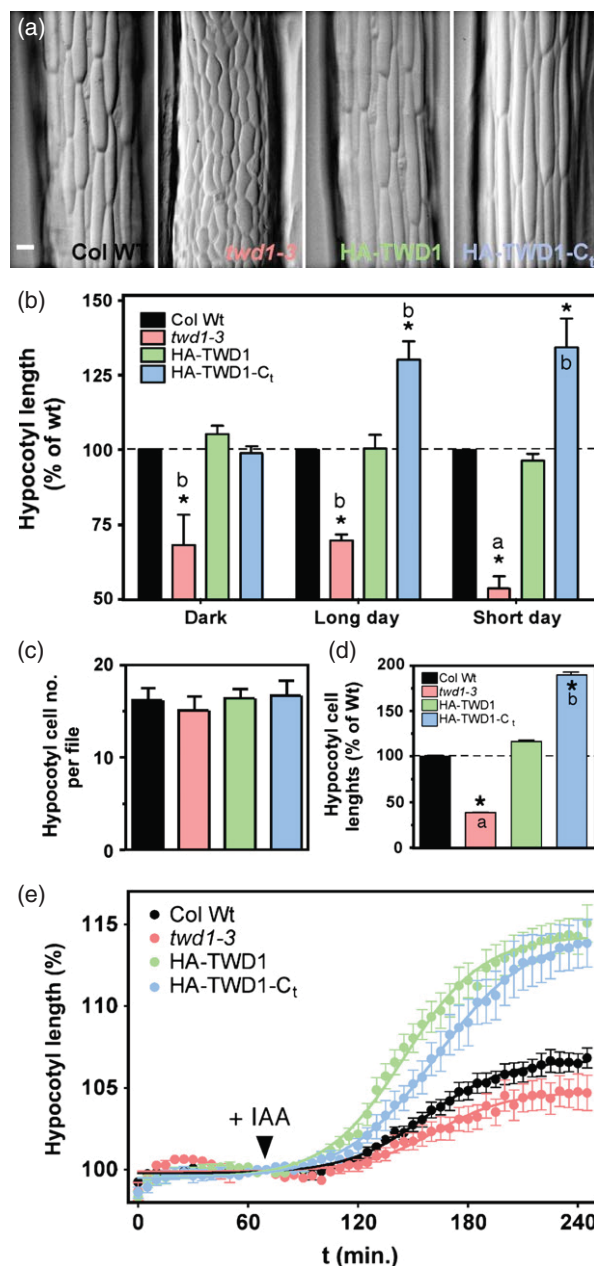 (a)
Col WT
twd1-3
HA-TWD1
HA-TWD1-Ct
(b)
150
125
100
75
50
Hypocotyl length
(% of wt)
Col Wt
twd1-3
HA-TWD1
HA-TWD1-Ct
b
*
b
*
b
*
a
*
*
b
Dark
Long day
Short day
(c)
20
10
0
Hypocotyl cell no.
per file
(d)
200
150
100
50
0
Hypocotyl cell
lenghts (% of Wt)
Col Wt
twd1-3
HA-TWD1
HA-TWD1-C t
*
a
*
b
(e)
115
110
105
100
Hypocotyl length (%)
Col Wt
twd1-3
HA-TWD1
HA-TWD1-Ct
+ IAA
0
60
120
180
240
t (min.)